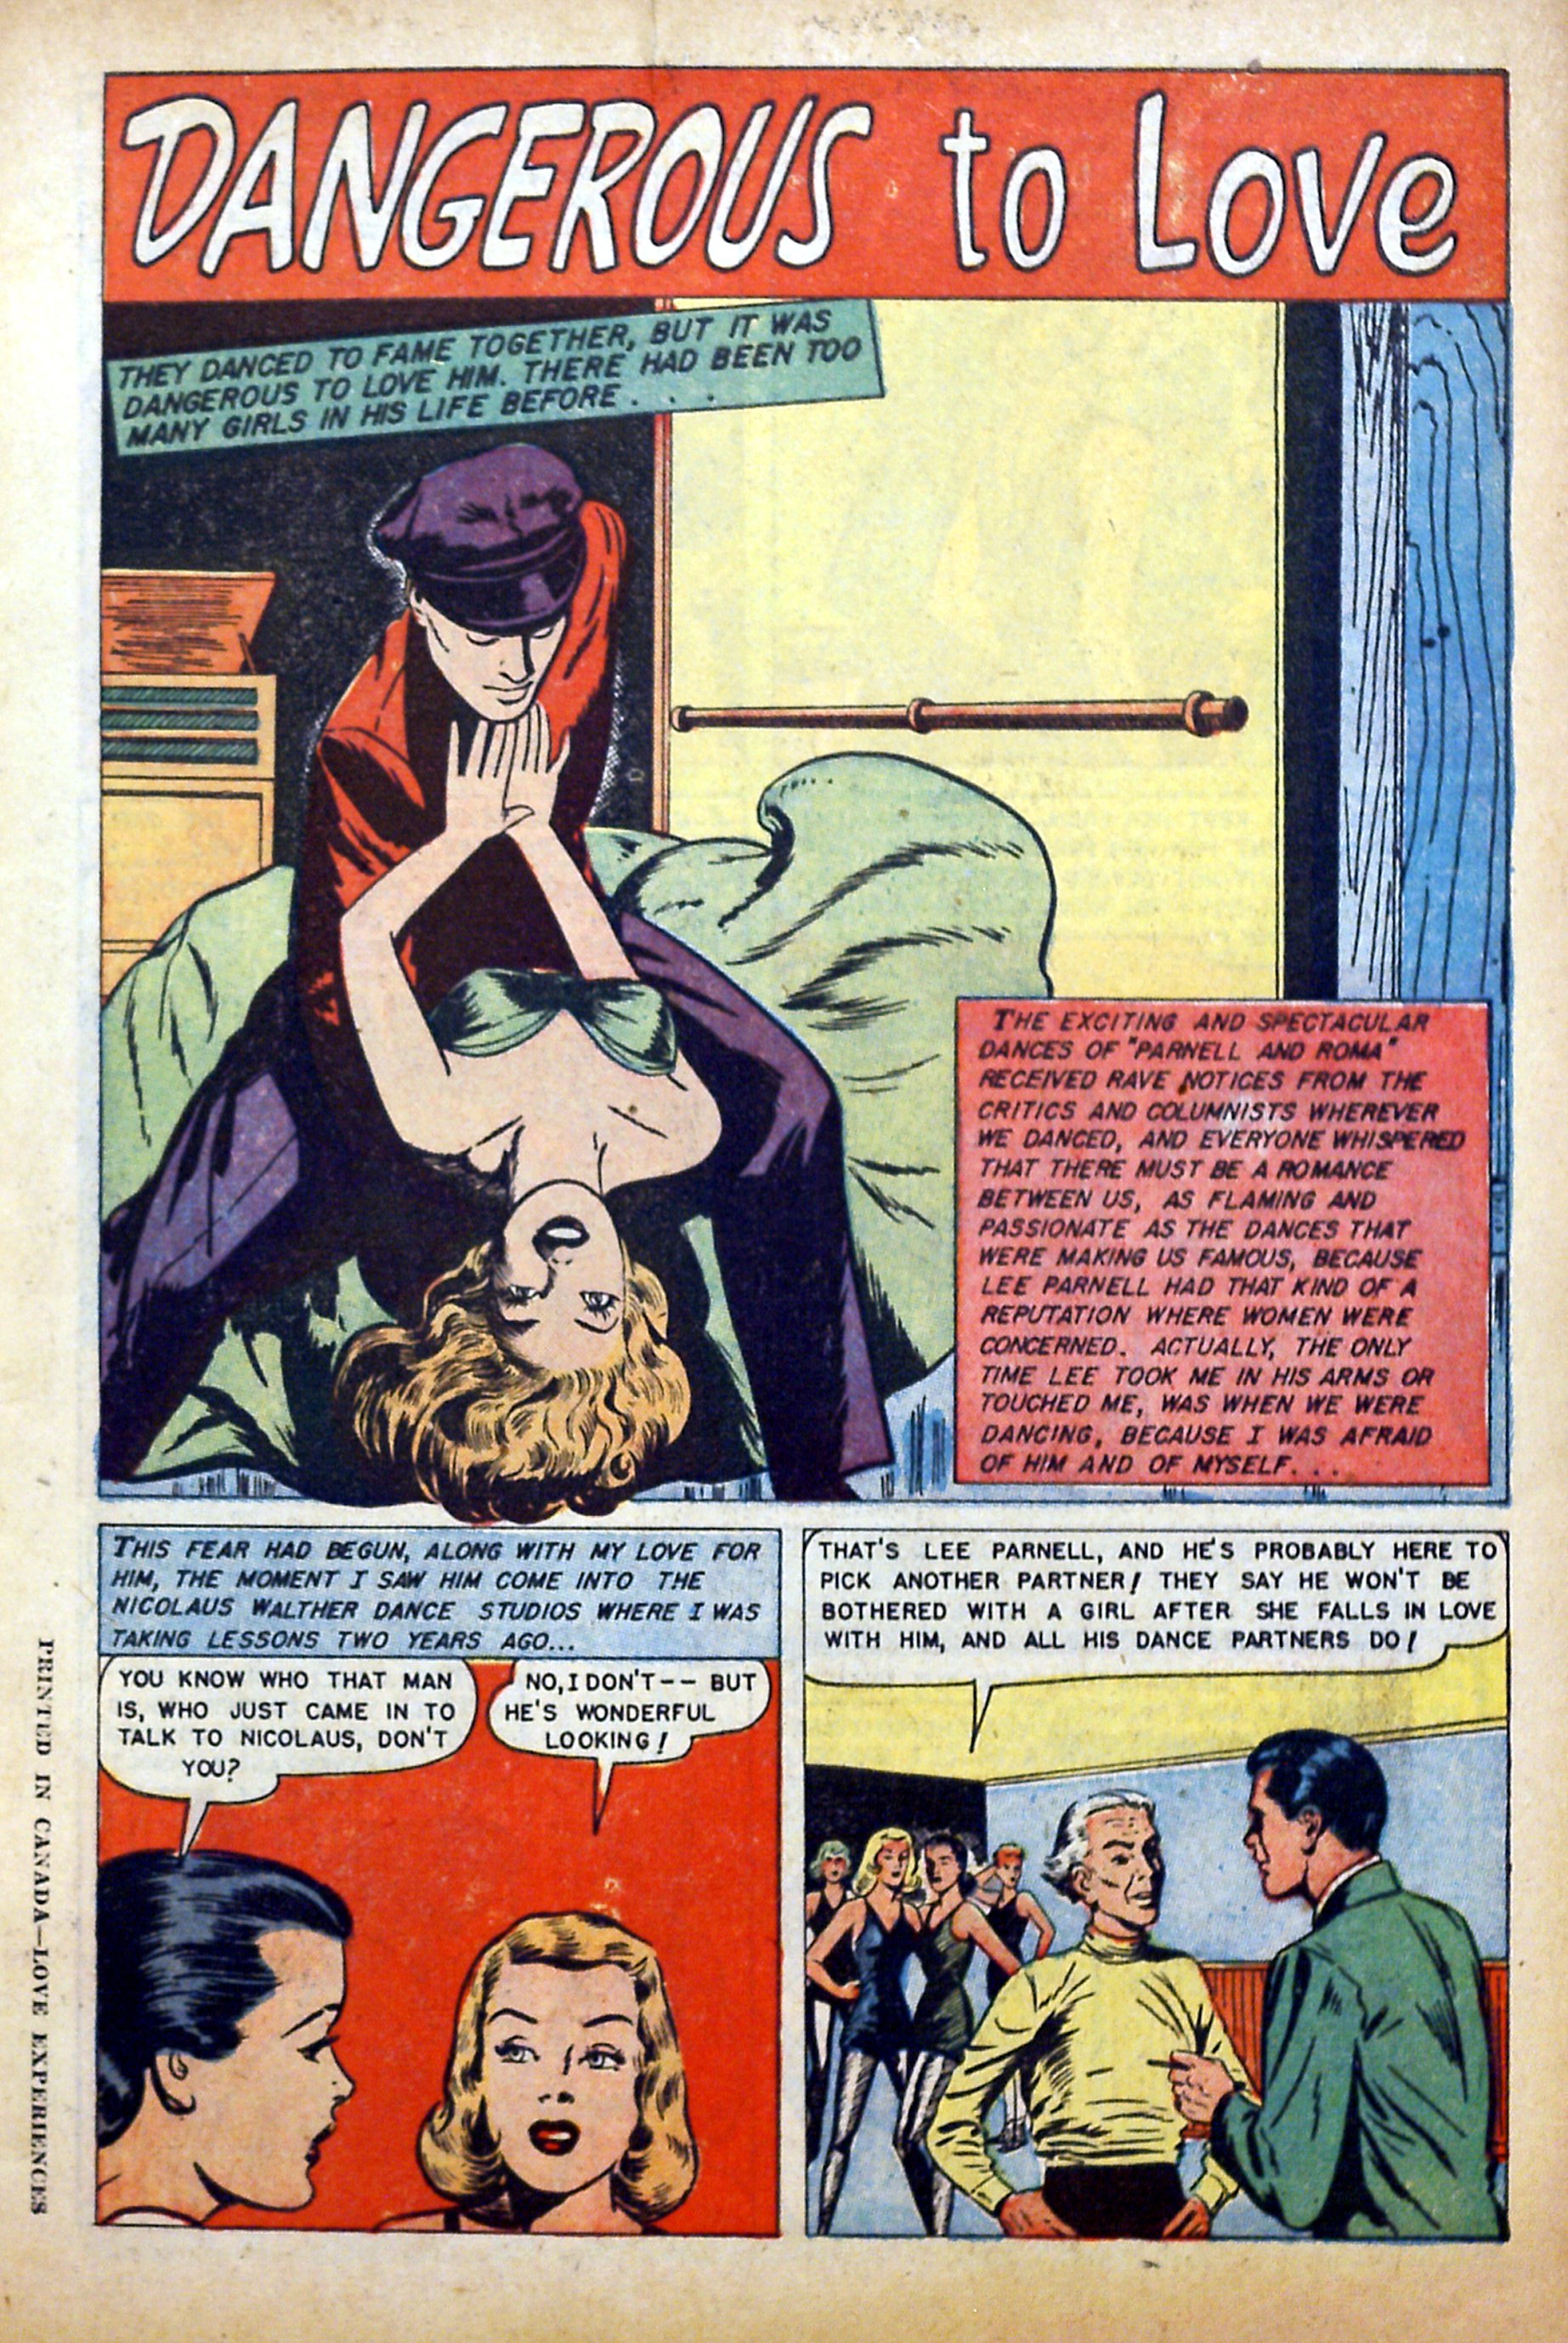 DANGEROUS to Love
THEY DANCED TO FAME TOGETHER, BUT IT WAS
DANGEROUS TO LOVE HIM. THERE HAD BEEN TOO
MANY GIRLS IN HIS LIFE BEFORE . . . .
THE EXCITING AND SPECTACULAR
DANCES OF "PARNELL AND ROMA"
RECEIVED RAVE NOTICES FROM THE
CRITICS AND COLUMNISTS WHEREVER
WE DANCED, AND EVERYONE WHISPERED
THAT THERE MUST BE A ROMANCE
BETWEEN US, AS FLAMING AND
PASSIONATE AS THE DANCES THAT
WERE MAKING US FAMOUS, BECAUSE
LEE PARNELL HAD THAT KIND OF A
REPUTATION WHERE WOMEN WERE
CONCERNED. ACTUALLY, THE ONLY
TIME LEE TOOK ME IN HIS ARMS OR
TOUCHED ME, WAS WHEN WE WERE
DANCING, BECAUSE I WAS AFRAID
OF HIM AND OF MYSELF. . .
THIS FEAR HAD BEGUN, ALONG WITH MY LOVE FOR
HIM, THE MOMENT I SAW HIM COME INTO THE
NICOLAUS WALTHER DANCE STUDIOS WHERE I WAS
TAKING LESSONS TWO YEARS AGO...
YOU KNOW WHO THAT MAN
IS, WHO JUST CAME IN TO
TALK TO NICOLAUS, DON'T
YOU?
NO, I DON'T -- BUT
HE'S WONDERFUL
LOOKING!
THAT'S LEE PARNELL, AND HE'S PROBABLY HERE TO
PICK ANOTHER PARTNER! THEY SAY HE WON'T BE
BOTHERED WITH A GIRL AFTER SHE FALLS IN LOVE
WITH HIM, AND ALL HIS DANCE PARTNERS DO!
PRINTED IN CANADA—LOVE EXPERIENCES